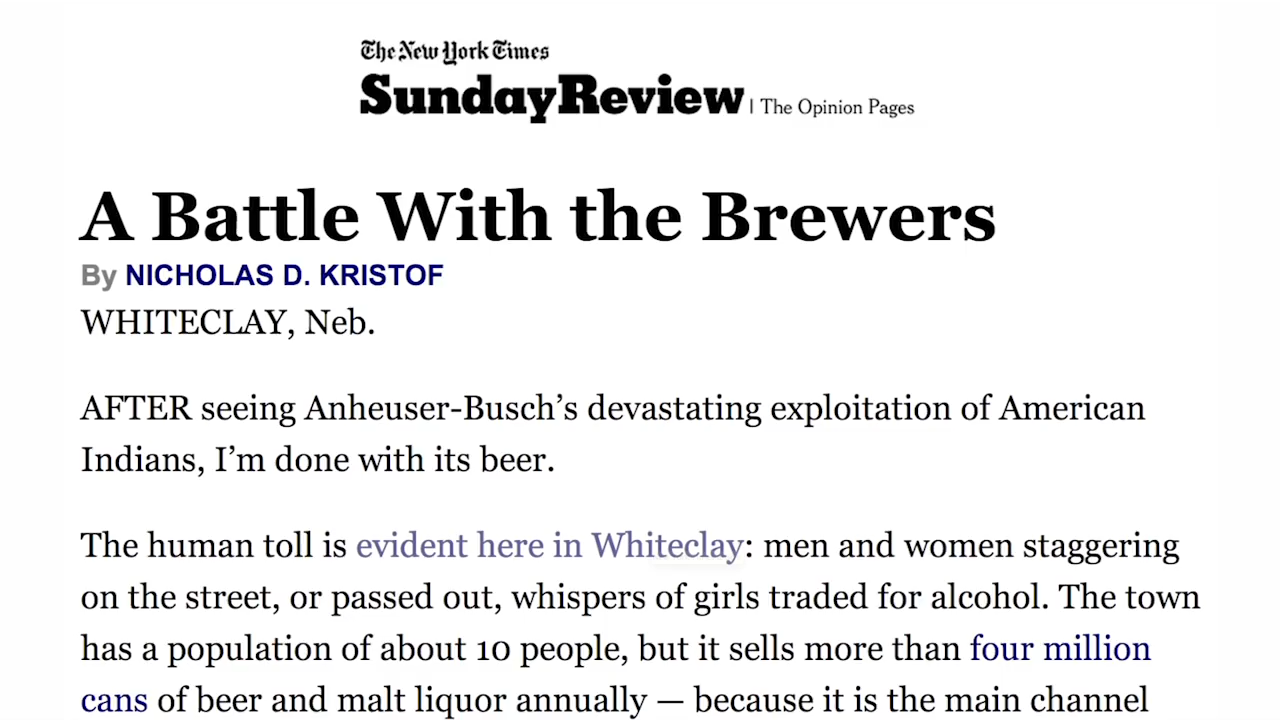 The New York Times
SundayReview | The Opinion Pages
A Battle With the Brewers
By NICHOLAS D. KRISTOF
WHITECLAY, Neb.
AFTER seeing Anheuser-Busch’s devastating exploitation of American
Indians, I’m done with its beer.
The human toll is evident here in Whiteclay: men and women staggering
on the street, or passed out, whispers of girls traded for alcohol. The town
has a population of about 10 people, but it sells more than four million
cans of beer and malt liquor annually — because it is the main channel